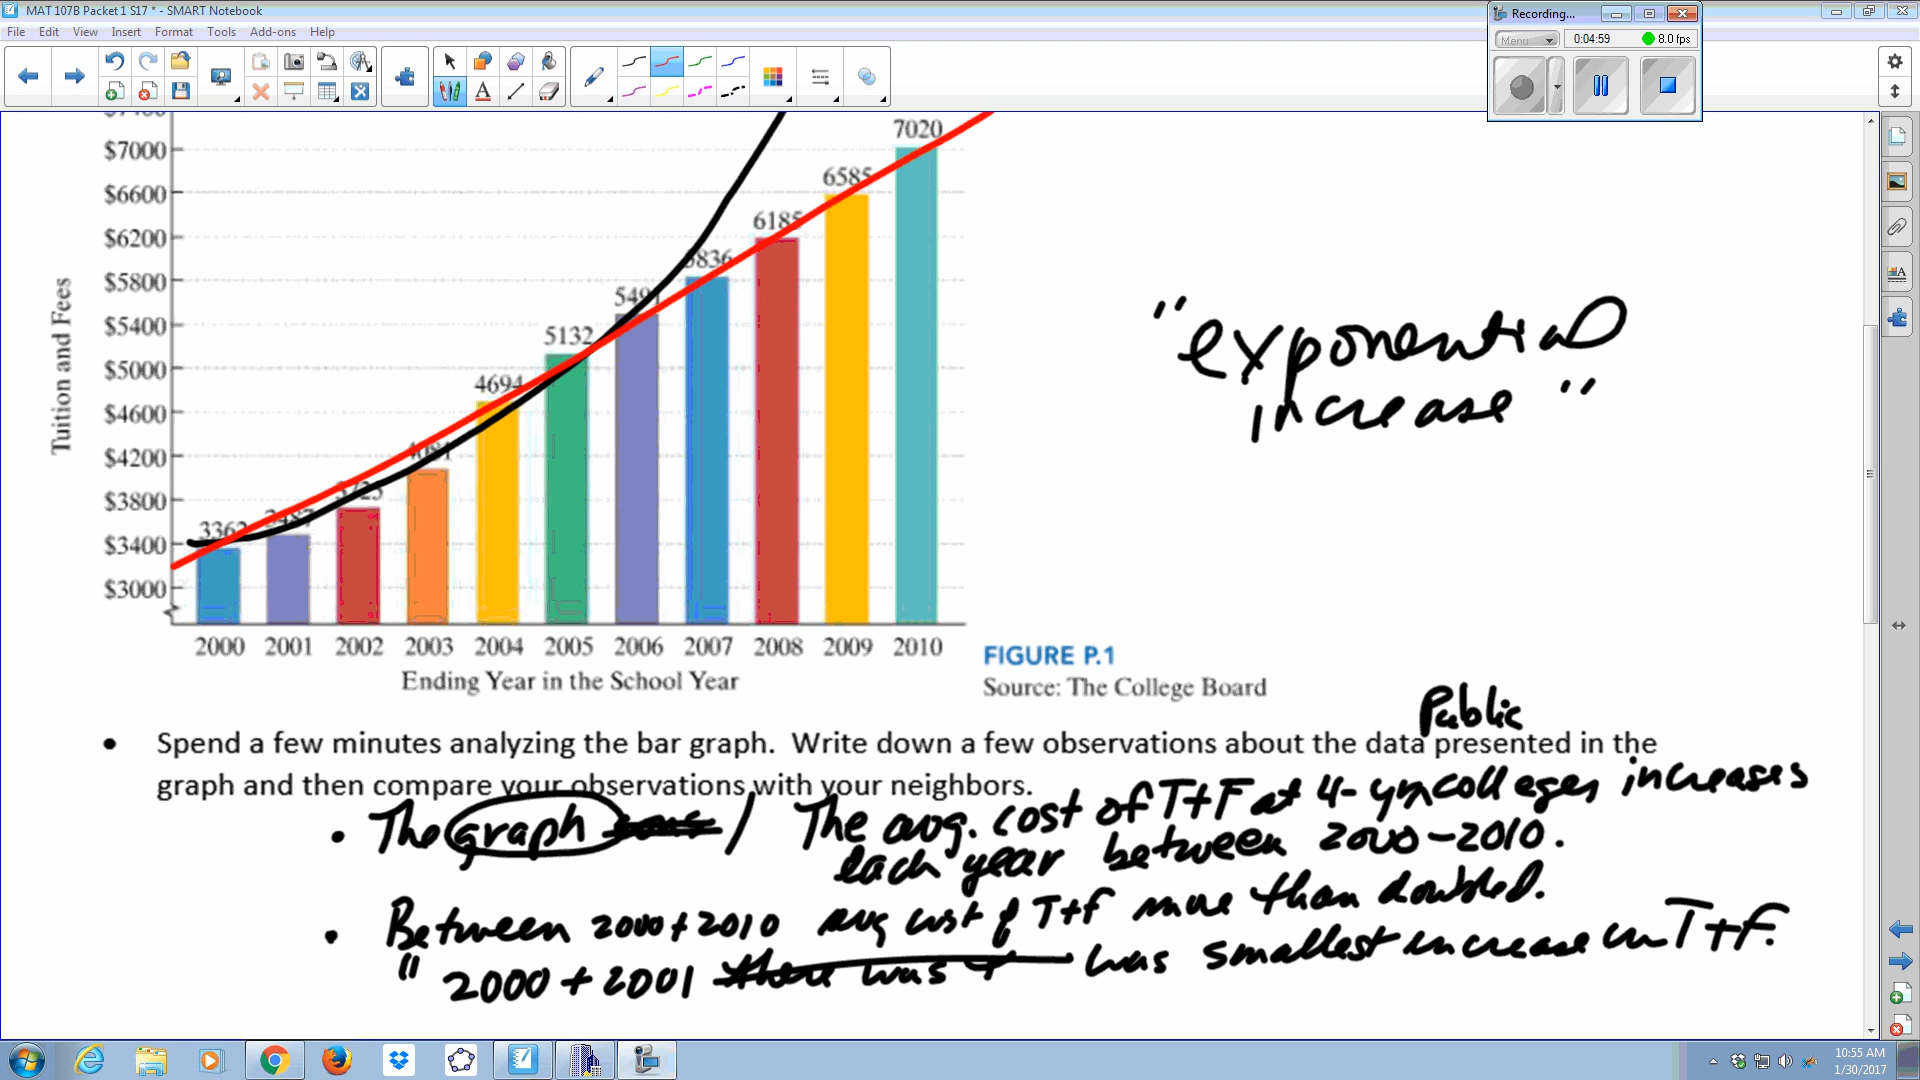 MAT 107B Packet 1 S17 * - SMART Notebook
File Edit View Insert Format Tools Add-ons Help
Recording...
Menu 0:04:59 8.0 fps
7020
$7000
6585
$6600
6185
$6200
5836
$5800
5491
$5400
5132
$5000
4694
$4600
4081
$4200
3725
$3800
3487
3362
$3400
$3000
Tuition and Fees
2000 2001 2002 2003 2004 2005 2006 2007 2008 2009 2010
Ending Year in the School Year
FIGURE P.1
Source: The College Board
"exponential
increase"
Public
• Spend a few minutes analyzing the bar graph. Write down a few observations about the data presented in the
graph and then compare your observations with your neighbors.
• The graph / The avg. cost of T+F at 4-yr colleges increases
each year between 2000-2010.
• Between 2000 + 2010 avg cost of T+F more than doubled.
" 2000 + 2001 there was was smallest increase in T+F.
10:55 AM
1/30/2017